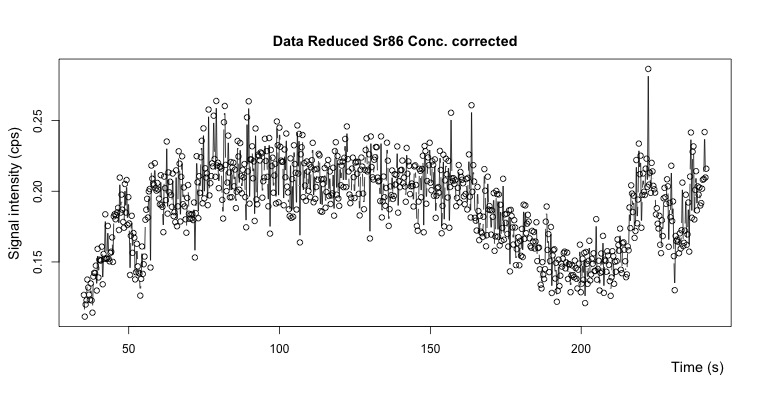 Data Reduced Sr86 Conc. corrected
Signal intensity (cps)
0.25
0.20
0.15
50 100 150 200
Time (s)